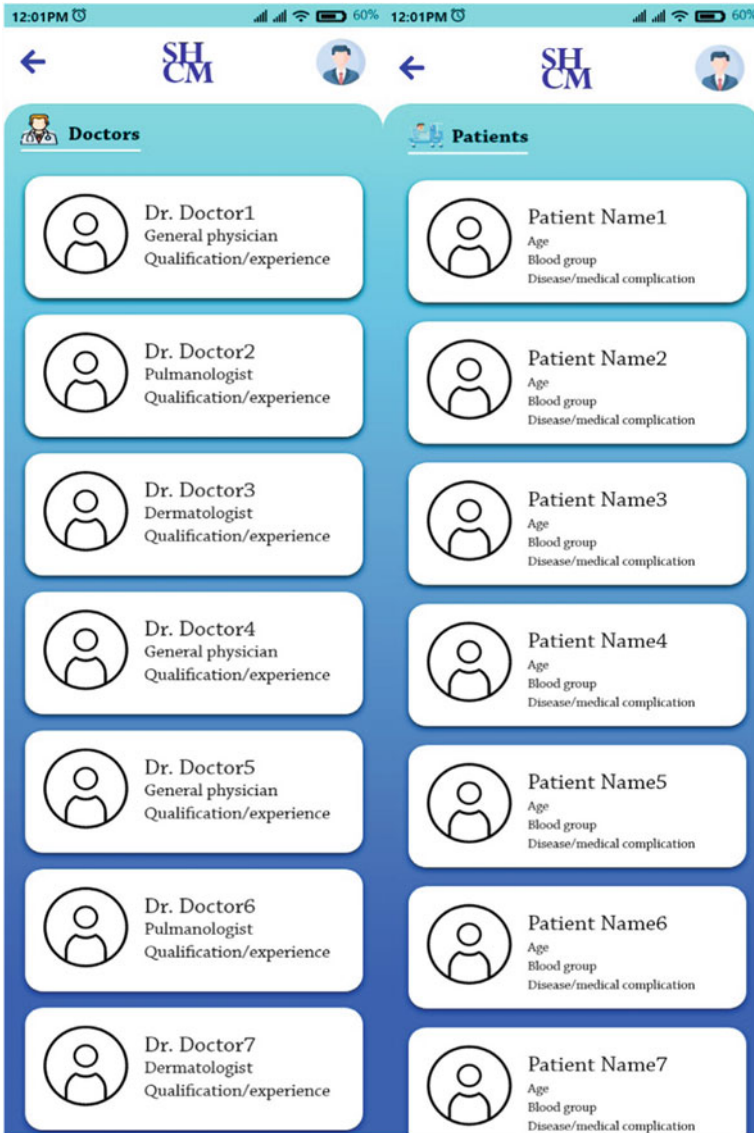 12:01PM
60%
SH
CM
Doctors
Dr. Doctor1
General physician
Qualification/experience
Dr. Doctor2
Pulmanologist
Qualification/experience
Dr. Doctor3
Dermatologist
Qualification/experience
Dr. Doctor4
General physician
Qualification/experience
Dr. Doctor5
General physician
Qualification/experience
Dr. Doctor6
Pulmanologist
Qualification/experience
Dr. Doctor7
Dermatologist
Qualification/experience
12:01PM
60%
SH
CM
Patients
Patient Name1
Age
Blood group
Disease/medical complication
Patient Name2
Age
Blood group
Disease/medical complication
Patient Name3
Age
Blood group
Disease/medical complication
Patient Name4
Age
Blood group
Disease/medical complication
Patient Name5
Age
Blood group
Disease/medical complication
Patient Name6
Age
Blood group
Disease/medical complication
Patient Name7
Age
Blood group
Disease/medical complication